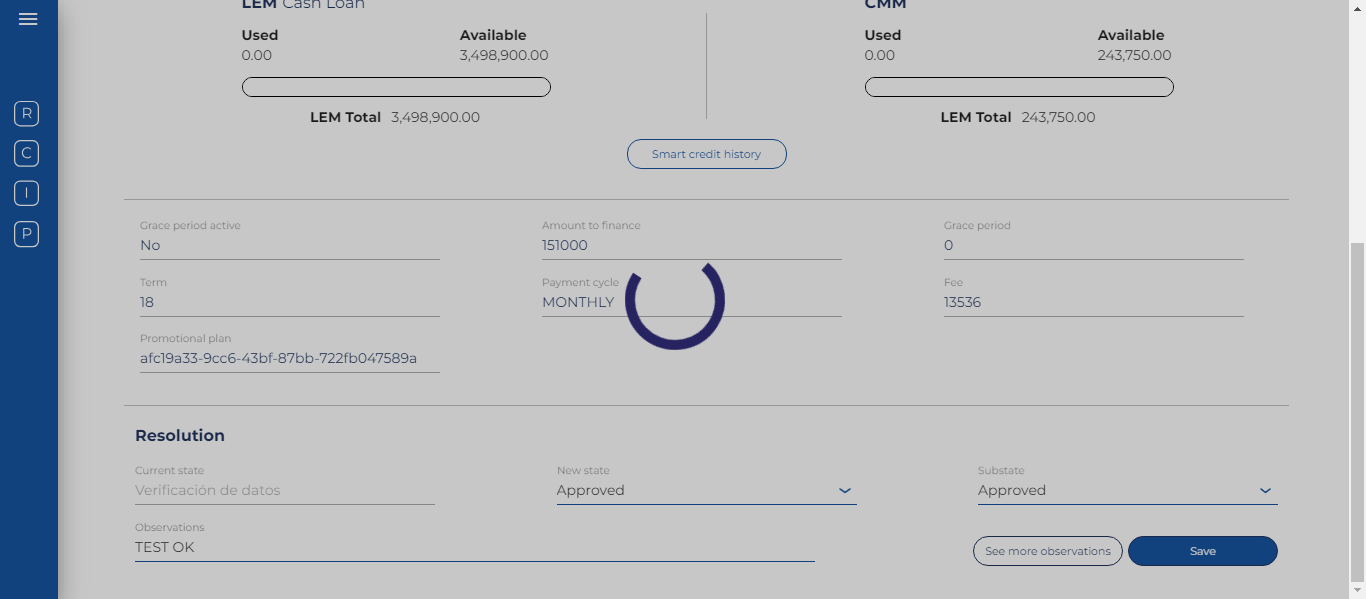 LEM Cash Loan
CMM
Used
Available
Used
Available
0.00
3,498,900.00
0.00
243,750.00
LEM Total 3,498,900.00
LEM Total 243,750.00
R
C
I
P
Smart credit history
Grace period active
Amount to finance
Grace period
No
151000
0
Term
Payment cycle
Fee
18
MONTHLY
13536
Promotional plan
afc19a33-9cc6-43bf-87bb-722fb047589a
Resolution
Current state
New state
Substate
Verificación de datos
Approved
Approved
Observations
TEST OK
See more observations
Save